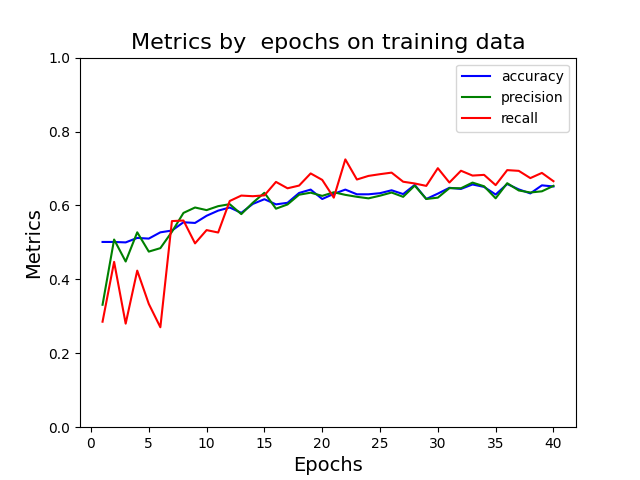 Metrics by  epochs on training data
1.0
0.8
0.6
0.4
0.2
0.0
Metrics
accuracy
precision
recall
0 5 10 15 20 25 30 35 40
Epochs